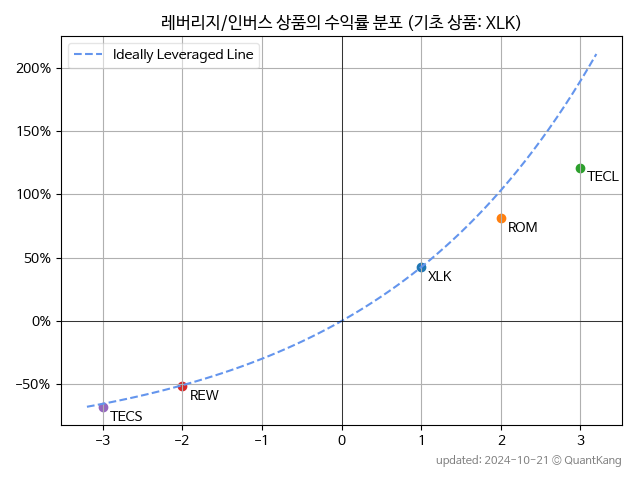 레버리지/인버스 상품의 수익률 분포 (기초 상품: XLK)
Ideally Leveraged Line
200%
150%
100%
50%
0%
−50%
TECL
ROM
XLK
REW
TECS
−3 −2 −1 0 1 2 3
updated: 2024-10-21 © QuantKang